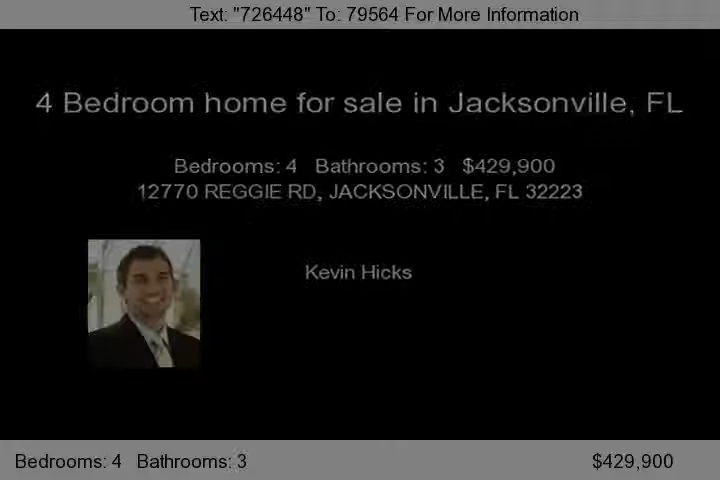 Text: "726448" To: 79564 For More Information
4 Bedroom home for sale in Jacksonville, FL
Bedrooms: 4 Bathrooms: 3 $429,900
12770 REGGIE RD, JACKSONVILLE, FL 32223
Kevin Hicks
Bedrooms: 4 Bathrooms: 3 $429,900